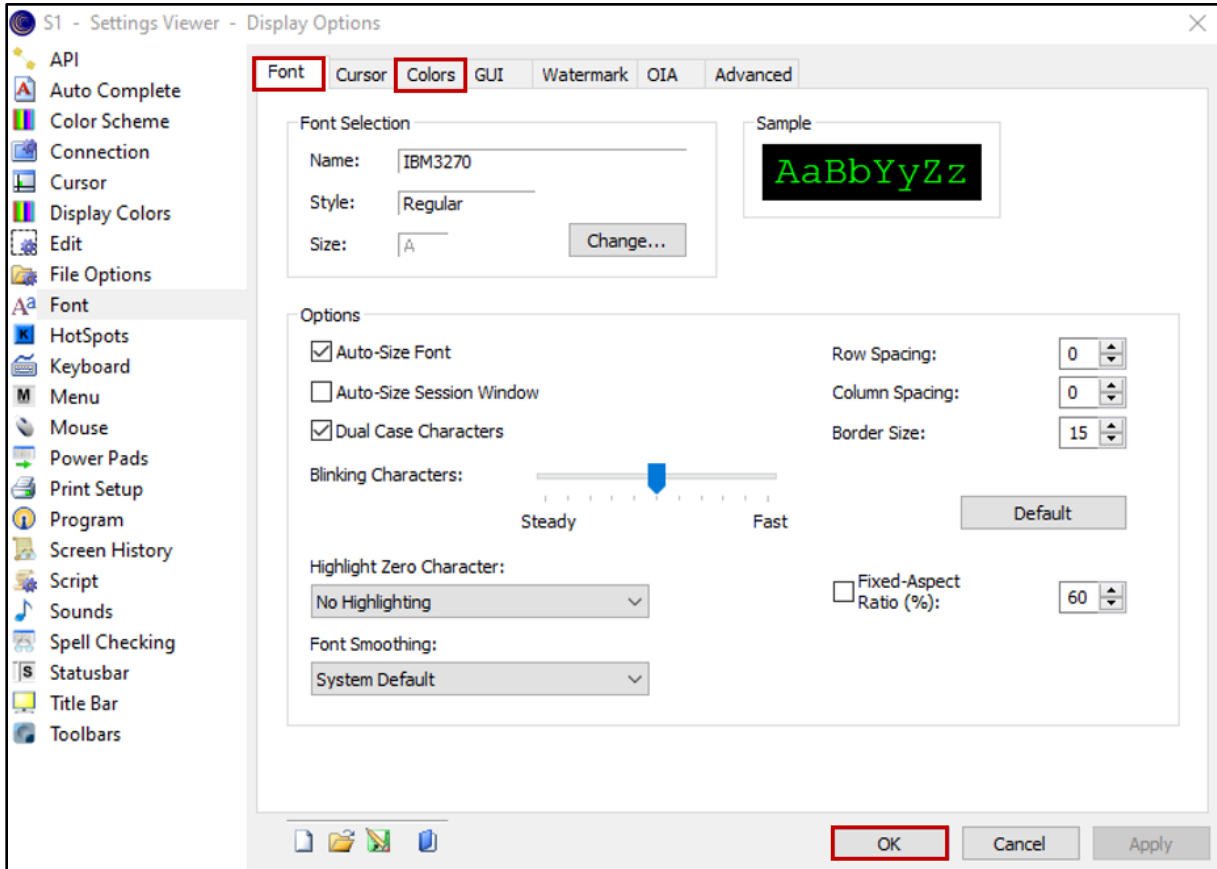 S1 - Settings Viewer - Display Options
API
Auto Complete
Color Scheme
Connection
Cursor
Display Colors
Edit
File Options
Aa Font
K HotSpots
Keyboard
M Menu
Mouse
Power Pads
Print Setup
Program
Screen History
Script
Sounds
Spell Checking
S Statusbar
Title Bar
Toolbars
Font Cursor Colors GUI Watermark OIA Advanced
Font Selection
Name: IBM3270
Style: Regular
Size: A
Change...
Sample
AaBbYyZz
Options
Auto-Size Font
Auto-Size Session Window
Dual Case Characters
Row Spacing: 0
Column Spacing: 0
Border Size: 15
Blinking Characters:
Steady Fast
Default
Highlight Zero Character:
No Highlighting
Fixed-Aspect
Ratio (%): 60
Font Smoothing:
System Default
OK Cancel Apply